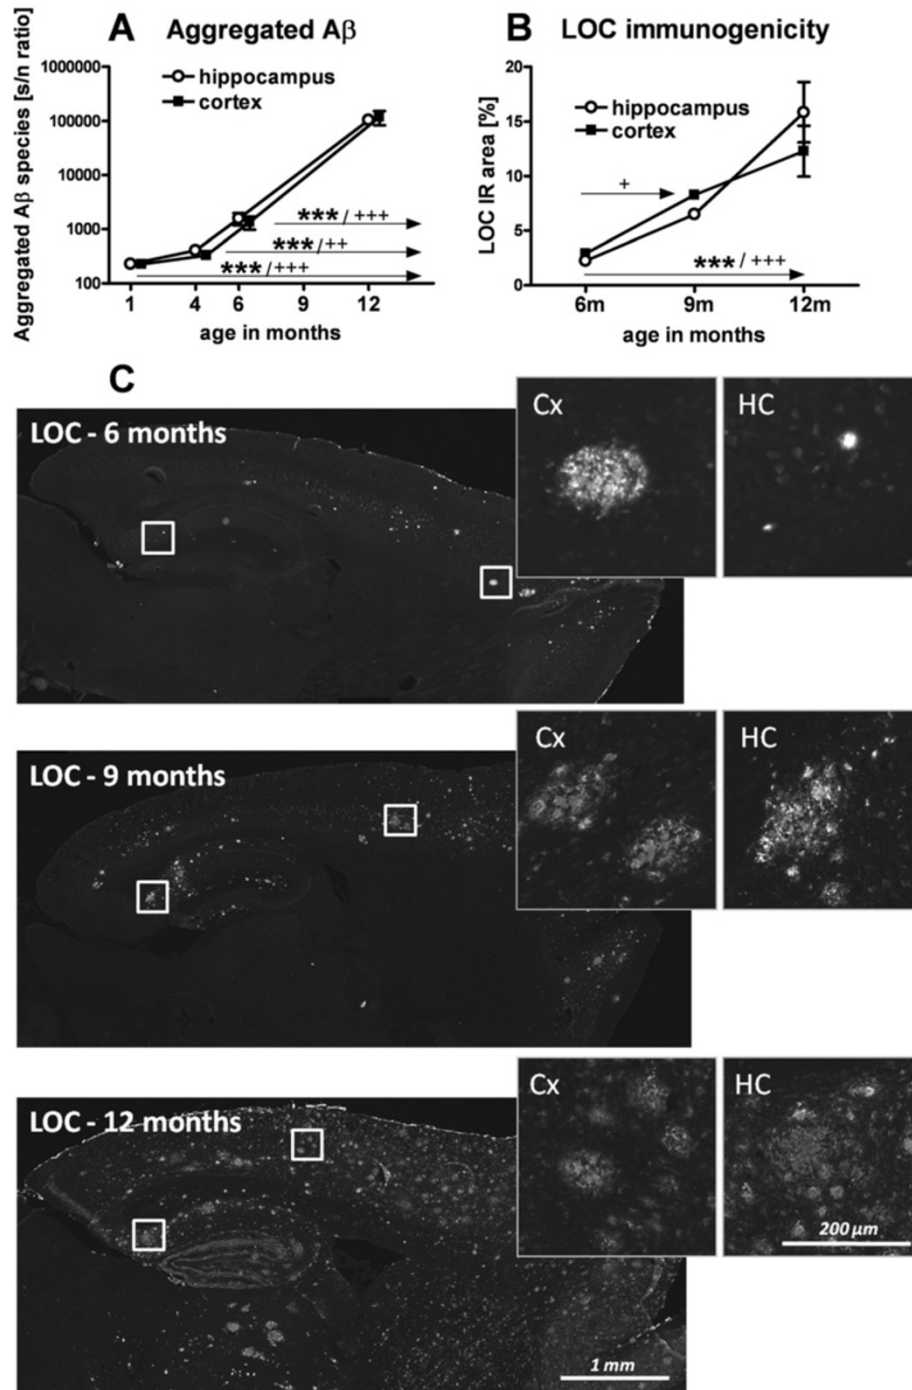 A Aggregated Aβ
Aggregated Aβ species [s/n ratio]
1000000
100000
10000
1000
100
hippocampus
cortex
***/+++
***/++
***/+++
1 4 6 9 12
age in months
B LOC immunogenicity
LOC IR area [%]
20
15
10
5
0
hippocampus
cortex
+
***/+++
6m 9m 12m
age in months
C
LOC - 6 months
Cx
HC
LOC - 9 months
Cx
HC
LOC - 12 months
Cx
HC
200 µm
1 mm